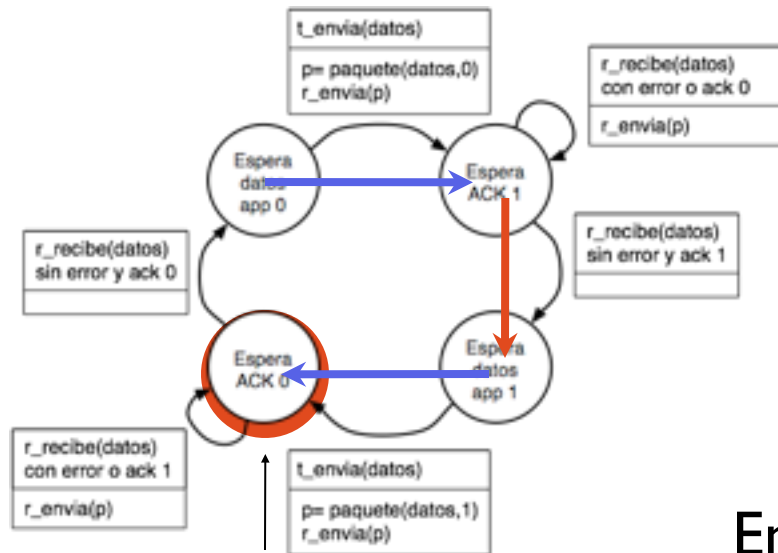 t_envia(datos)
p= paquete(datos,0)
r_envia(p)
r_recibe(datos)
con error o ack 0
r_envia(p)
Espera
datos
app 0
Espera
ACK 1
r_recibe(datos)
sin error y ack 0
r_recibe(datos)
sin error y ack 1
Espera
ACK 0
Espera
datos
app 1
r_recibe(datos)
con error o ack 1
r_envia(p)
t_envia(datos)
p= paquete(datos,1)
r_envia(p)